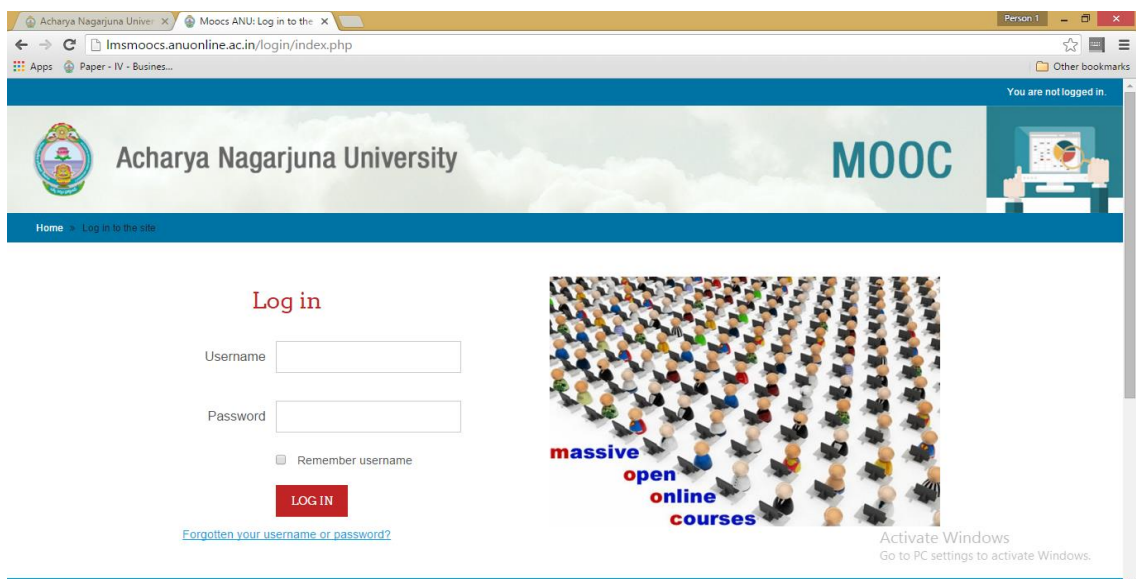 Acharya Nagarjuna Univer
Moocs ANU: Log in to the
Person 1
lmsmoocs.anuonline.ac.in/login/index.php
Apps
Paper - IV - Busines...
Other bookmarks
You are not logged in.
Acharya Nagarjuna University
MOOC
Home » Log in to the site
Log in
Username
Password
Remember username
LOG IN
Forgotten your username or password?
massive
open
online
courses
Activate Windows
Go to PC settings to activate Windows.